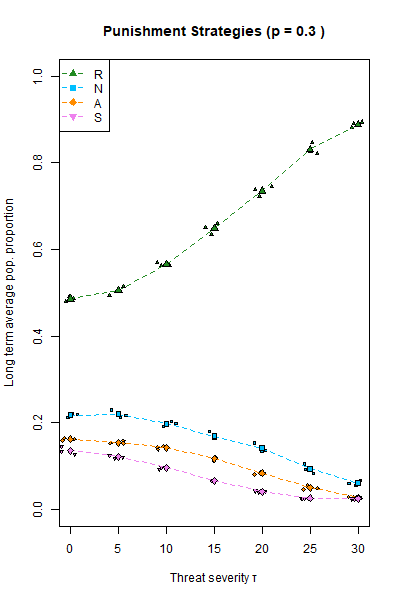 Punishment Strategies (p = 0.3 )
R
N
A
S
Long term average pop. proportion
1.0
0.8
0.6
0.4
0.2
0.0
0 5 10 15 20 25 30
Threat severity τ